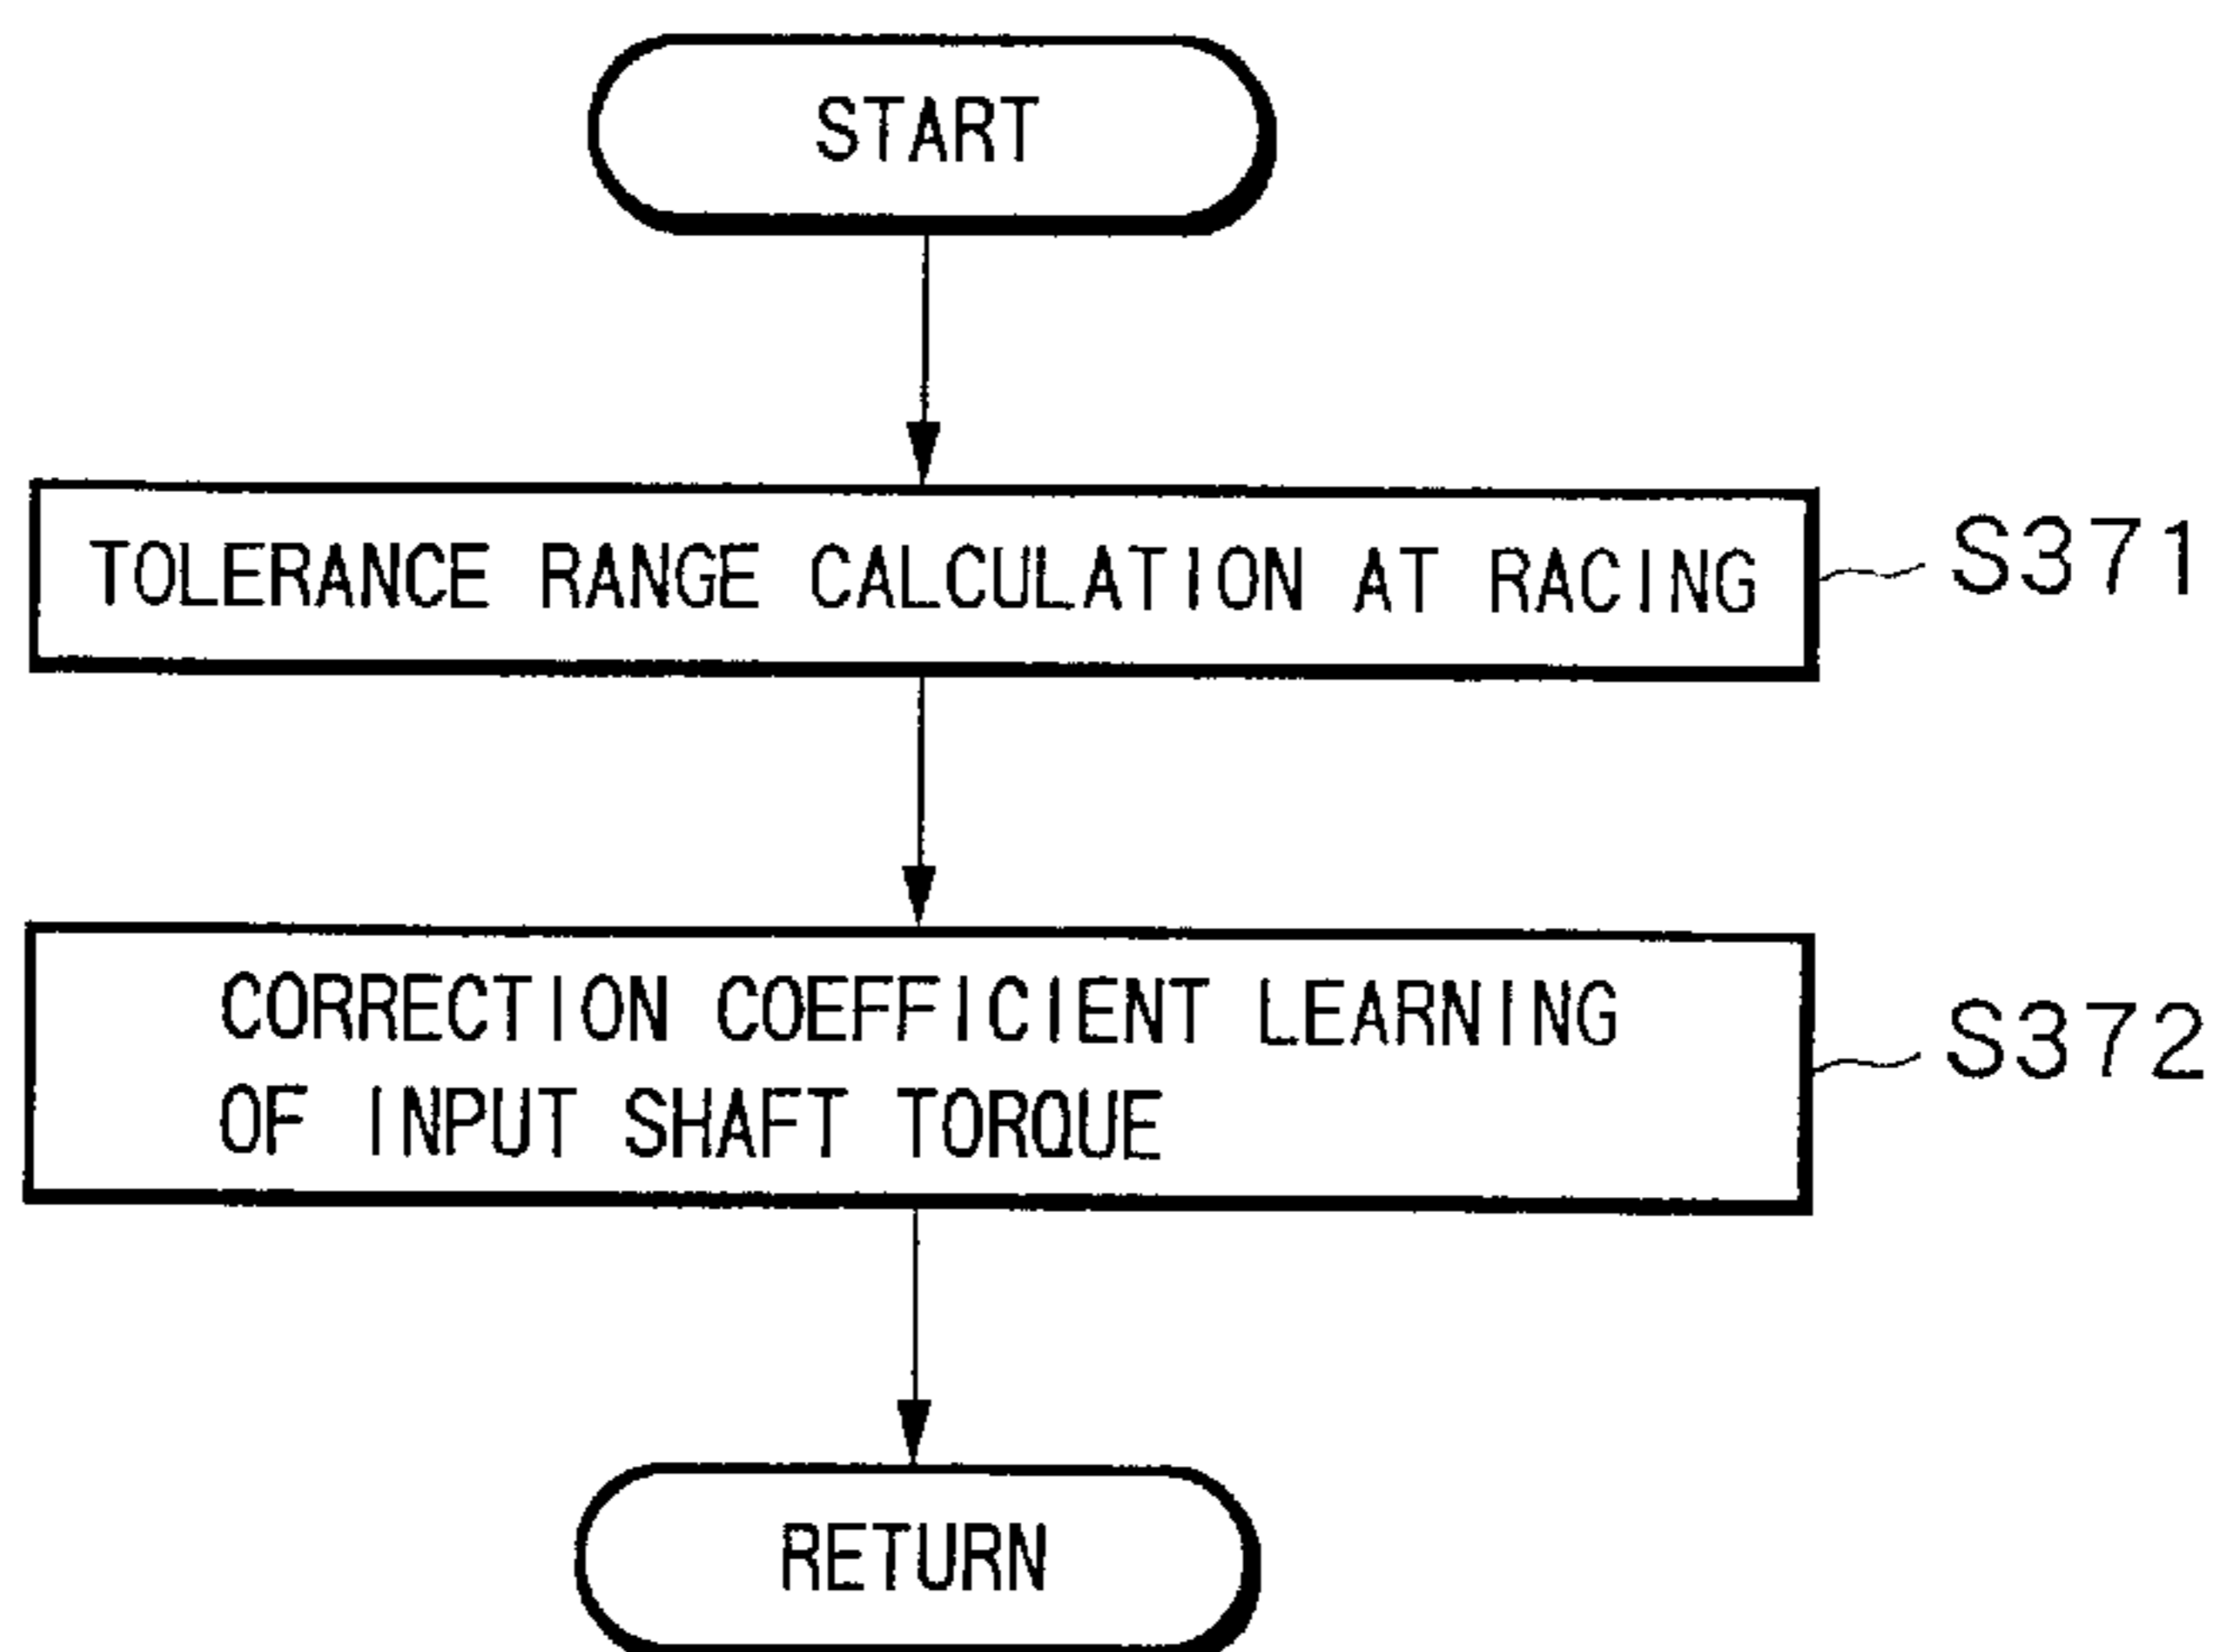 START
TOLERANCE RANGE CALCULATION AT RACING
S371
CORRECTION COEFFICIENT LEARNING
OF INPUT SHAFT TORQUE
S372
RETURN